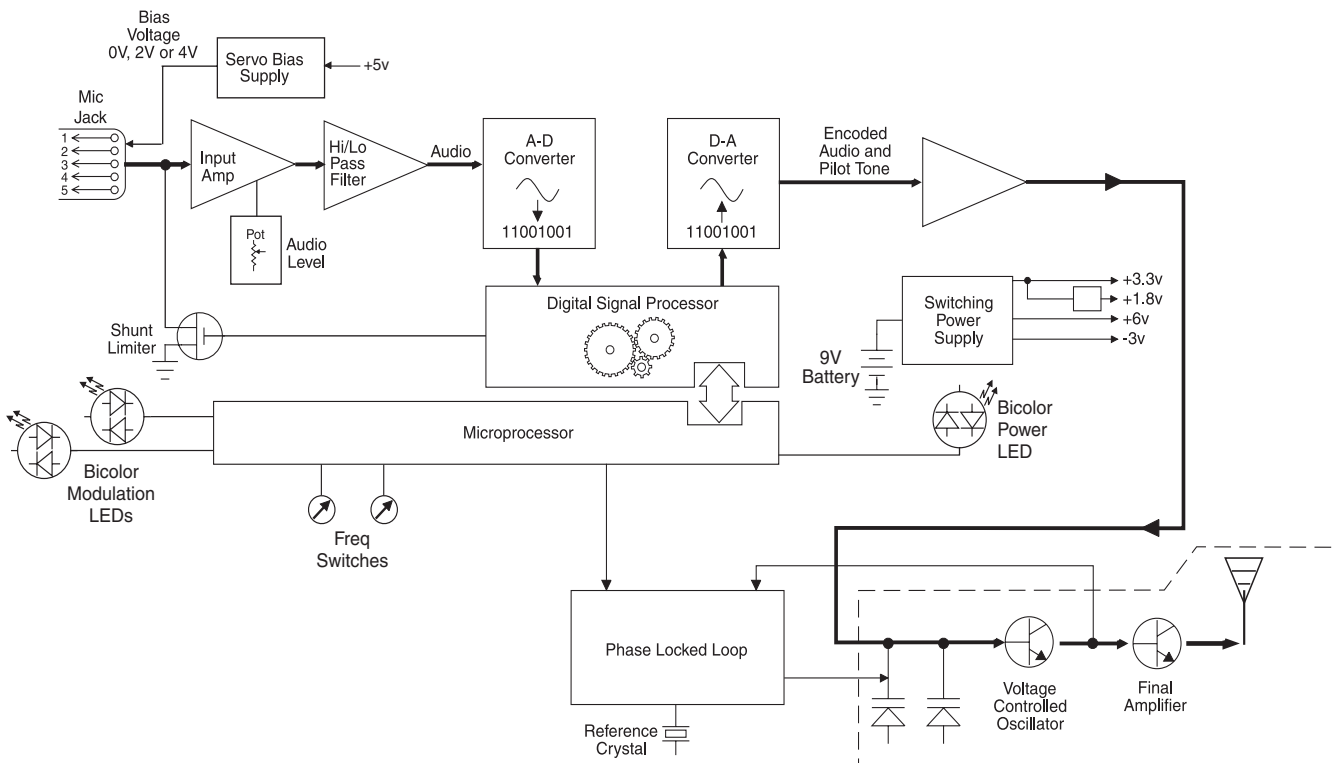 Bias
Voltage
0V, 2V or 4V
Servo Bias
Supply
+5v
Mic
Jack
1
2
3
4
5
Input
Amp
Hi/Lo
Pass
Filter
Audio
A-D
Converter
11001001
D-A
Converter
11001001
Encoded
Audio and
Pilot Tone
Pot
Audio
Level
Digital Signal Processor
Shunt
Limiter
Switching
Power
Supply
+3.3v
+1.8v
+6v
-3v
9V
Battery
Bicolor
Power
LED
Microprocessor
Bicolor
Modulation
LEDs
Freq
Switches
Phase Locked Loop
Reference
Crystal
Voltage
Controlled
Oscillator
Final
Amplifier